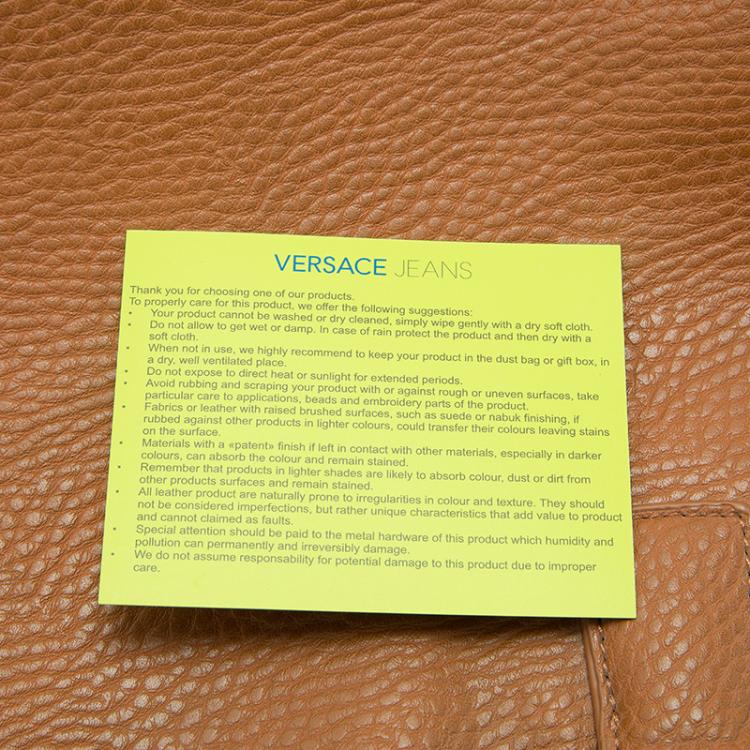 VERSACE JEANS
Thank you for choosing one of our products.
To properly care for this product, we offer the following suggestions:
• Your product cannot be washed or dry cleaned, simply wipe gently with a dry soft cloth.
• Do not allow to get wet or damp. In case of rain protect the product and then dry with a
soft cloth.
• When not in use, we highly recommend to keep your product in the dust bag or gift box, in
a dry, well ventilated place.
• Do not expose to direct heat or sunlight for extended periods.
• Avoid rubbing and scraping your product with or against rough or uneven surfaces, take
particular care to applications, beads and embroidery parts of the product.
• Fabrics or leather with raised brushed surfaces, such as suede or nabuk finishing, if
rubbed against other products in lighter colours, could transfer their colours leaving stains
on the surface.
• Materials with a «patent» finish if left in contact with other materials, especially in darker
colours, can absorb the colour and remain stained.
• Remember that products in lighter shades are likely to absorb colour, dust or dirt from
other products surfaces and remain stained.
• All leather product are naturally prone to irregularities in colour and texture. They should
not be considered imperfections, but rather unique characteristics that add value to product
and cannot claimed as faults.
• Special attention should be paid to the metal hardware of this product which humidity and
pollution can permanently and irreversibly damage.
• We do not assume responsability for potential damage to this product due to improper
care.